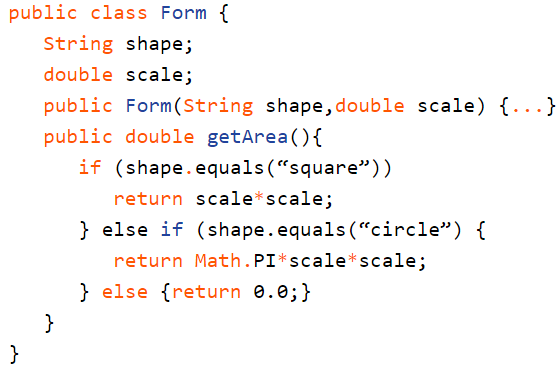 public class Form {
String shape;
double scale;
public Form(String shape,double scale) {...}
public double getArea(){
if (shape.equals(“square”))
return scale*scale;
} else if (shape.equals(“circle”) {
return Math.PI*scale*scale;
} else {return 0.0;}
}
}